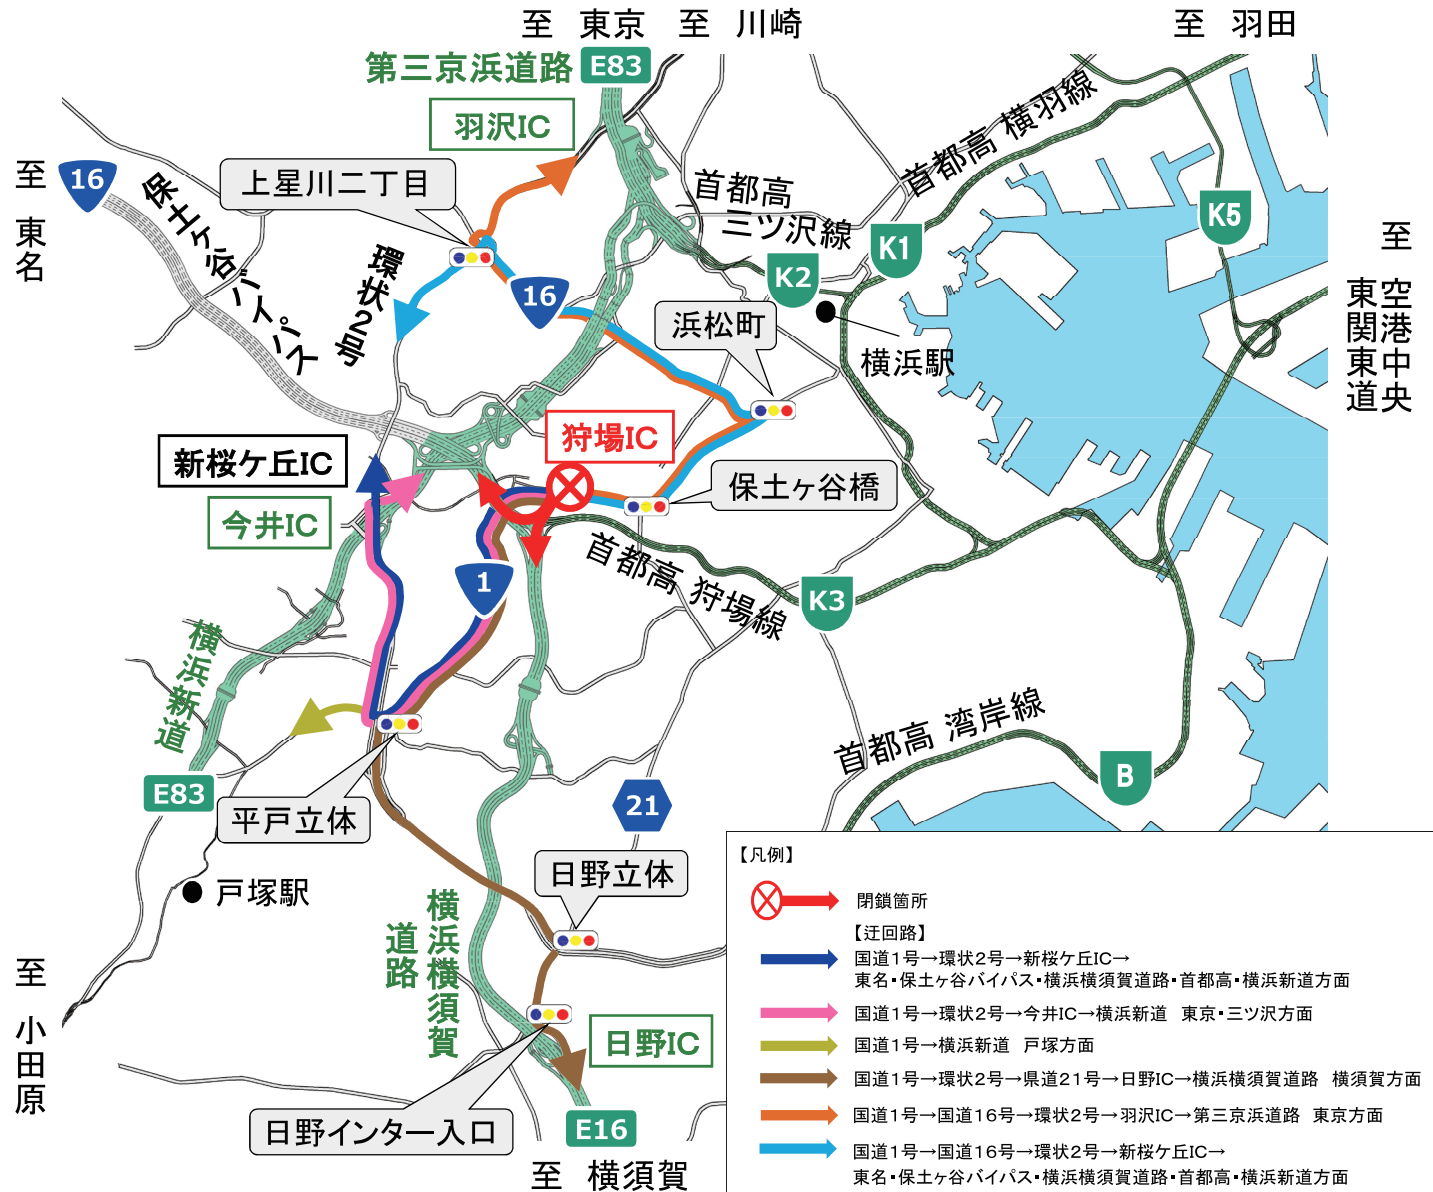 至 東京
至 川崎
至 羽田
第三京浜道路
E83
羽沢IC
首都高 横羽線
至 東名
16
保土ヶ谷バイパス
上星川二丁目
首都高
三ツ沢線
K1
K5
K2
至 空港中央
東関東道
環状2号
16
浜松町
横浜駅
新桜ケ丘IC
狩場IC
保土ヶ谷橋
今井IC
首都高 狩場線
1
K3
横浜新道
首都高 湾岸線
B
E83
平戸立体
21
日野立体
戸塚駅
横浜横須賀
道路
至 小田原
日野IC
日野インター入口
E16
至 横須賀
【凡例】
閉鎖箇所
【迂回路】
国道1号→環状2号→新桜ケ丘IC→
東名・保土ヶ谷バイパス・横浜横須賀道路・首都高・横浜新道方面
国道1号→環状2号→今井IC→横浜新道 東京・三ツ沢方面
国道1号→横浜新道 戸塚方面
国道1号→環状2号→県道21号→日野IC→横浜横須賀道路 横須賀方面
国道1号→国道16号→環状2号→羽沢IC→第三京浜道路 東京方面
国道1号→国道16号→環状2号→新桜ケ丘IC→
東名・保土ヶ谷バイパス・横浜横須賀道路・首都高・横浜新道方面